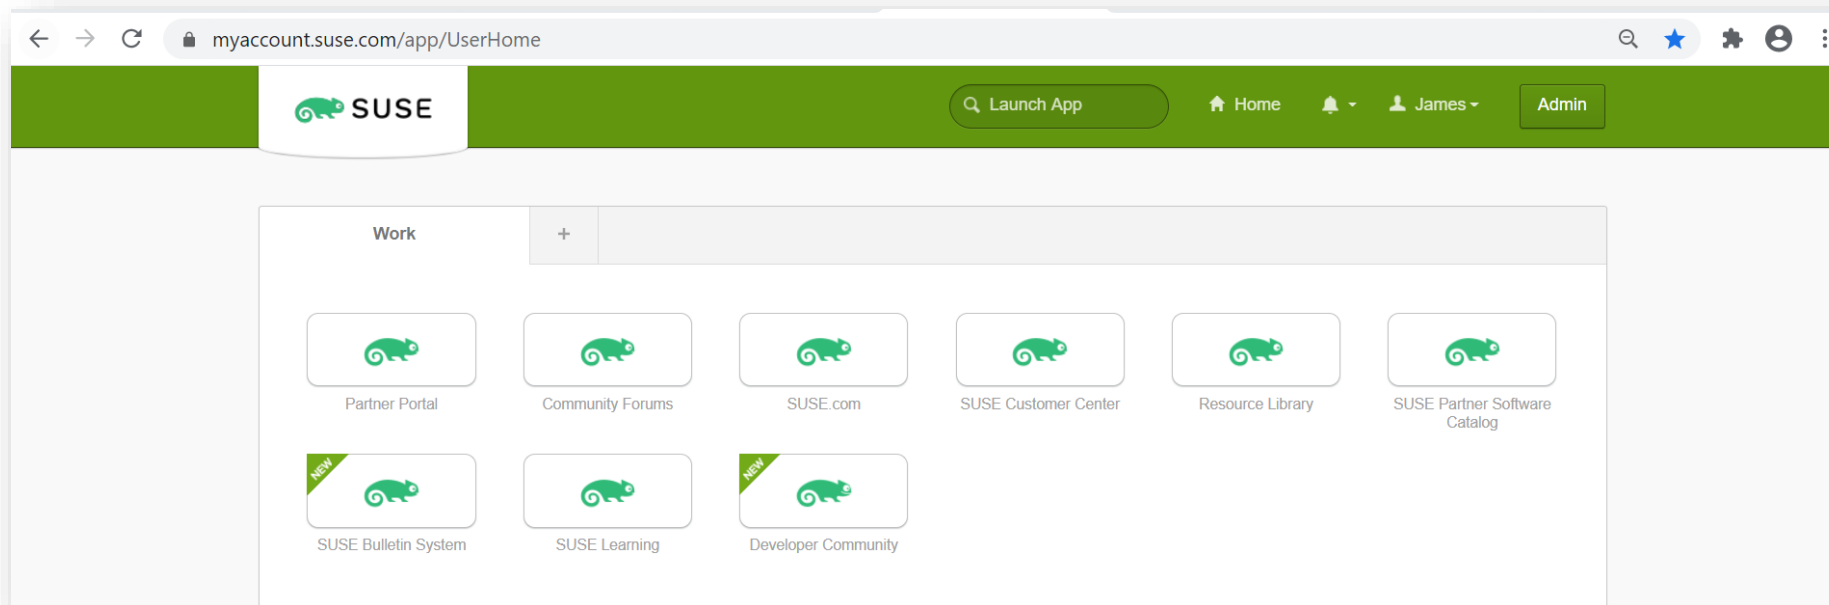 myaccount.suse.com/app/UserHome
SUSE
Launch App
Home
James
Admin
Work
+
Partner Portal
Community Forums
SUSE.com
SUSE Customer Center
Resource Library
SUSE Partner Software
Catalog
NEW
NEW
SUSE Bulletin System
SUSE Learning
Developer Community